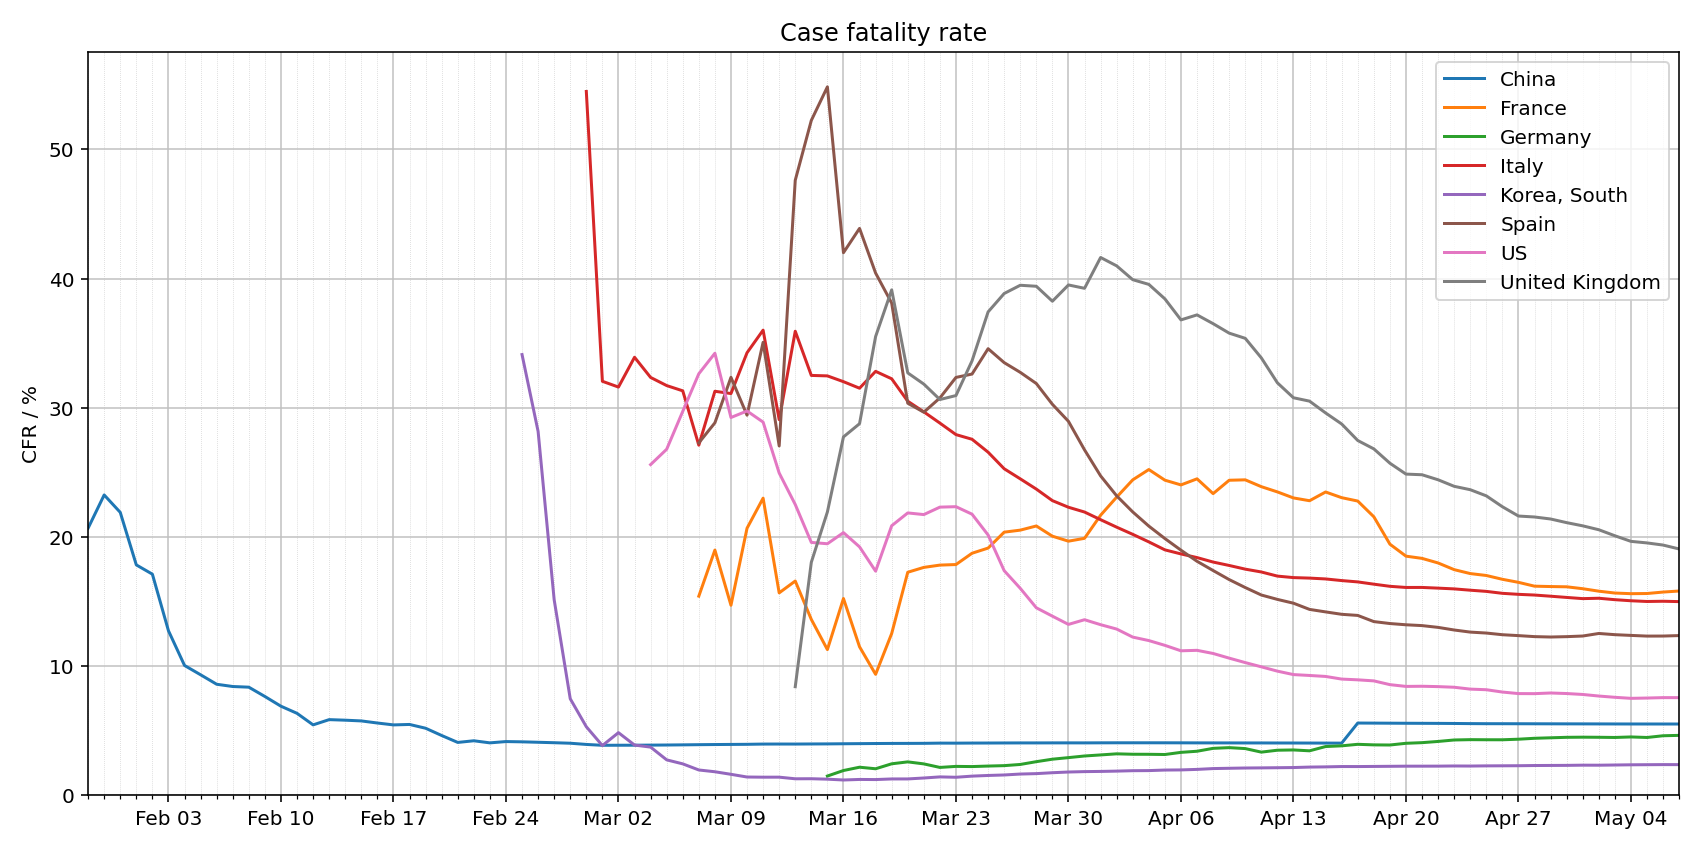 Case fatality rate
CFR / %
50
40
30
20
10
0
Feb 03 Feb 10 Feb 17 Feb 24 Mar 02 Mar 09 Mar 16 Mar 23 Mar 30 Apr 06 Apr 13 Apr 20 Apr 27 May 04
China
France
Germany
Italy
Korea, South
Spain
US
United Kingdom